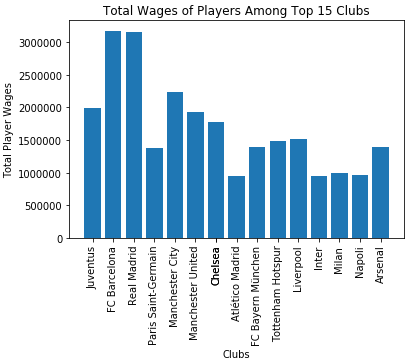 Total Wages of Players Among Top 15 Clubs
Total Player Wages
3000000
2500000
2000000
1500000
1000000
500000
0
Juventus
FC Barcelona
Real Madrid
Paris Saint-Germain
Manchester City
Manchester United
Chelsea
Atlético Madrid
FC Bayern München
Tottenham Hotspur
Liverpool
Inter
Milan
Napoli
Arsenal
Clubs